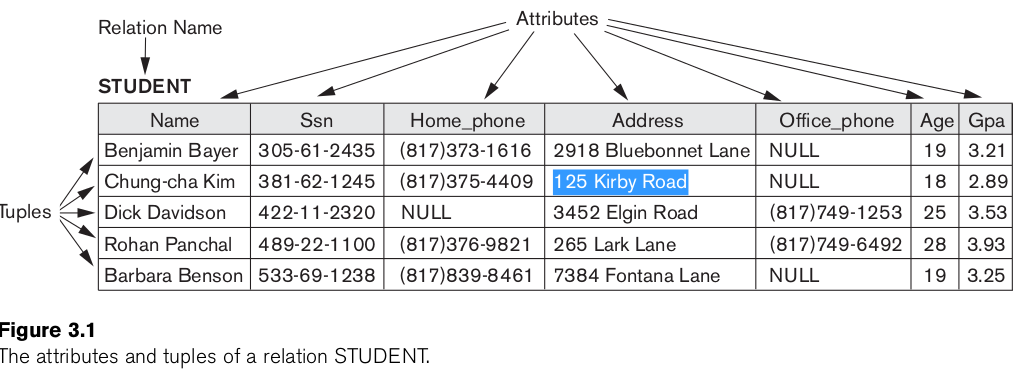 Attributes
Relation Name
STUDENT
Name Ssn Home_phone Address Office_phone Age Gpa
Benjamin Bayer 305-61-2435 (817)373-1616 2918 Bluebonnet Lane NULL 19 3.21
Chung-cha Kim 381-62-1245 (817)375-4409 125 Kirby Road NULL 18 2.89
Tuples
Dick Davidson 422-11-2320 NULL 3452 Elgin Road (817)749-1253 25 3.53
Rohan Panchal 489-22-1100 (817)376-9821 265 Lark Lane (817)749-6492 28 3.93
Barbara Benson 533-69-1238 (817)839-8461 7384 Fontana Lane NULL 19 3.25
Figure 3.1
The attributes and tuples of a relation STUDENT.